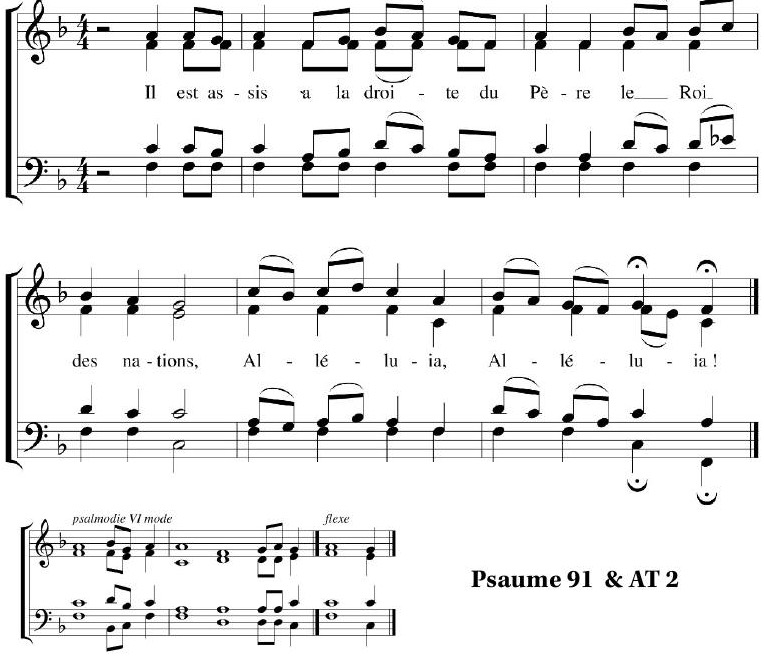 Il est as - sis a la droi - te du Pè - re le Roi
des na - tions, Al - lé - lu - ia, Al - lé - lu - ia !
psalmodie VI mode flexe
Psaume 91 & AT 2